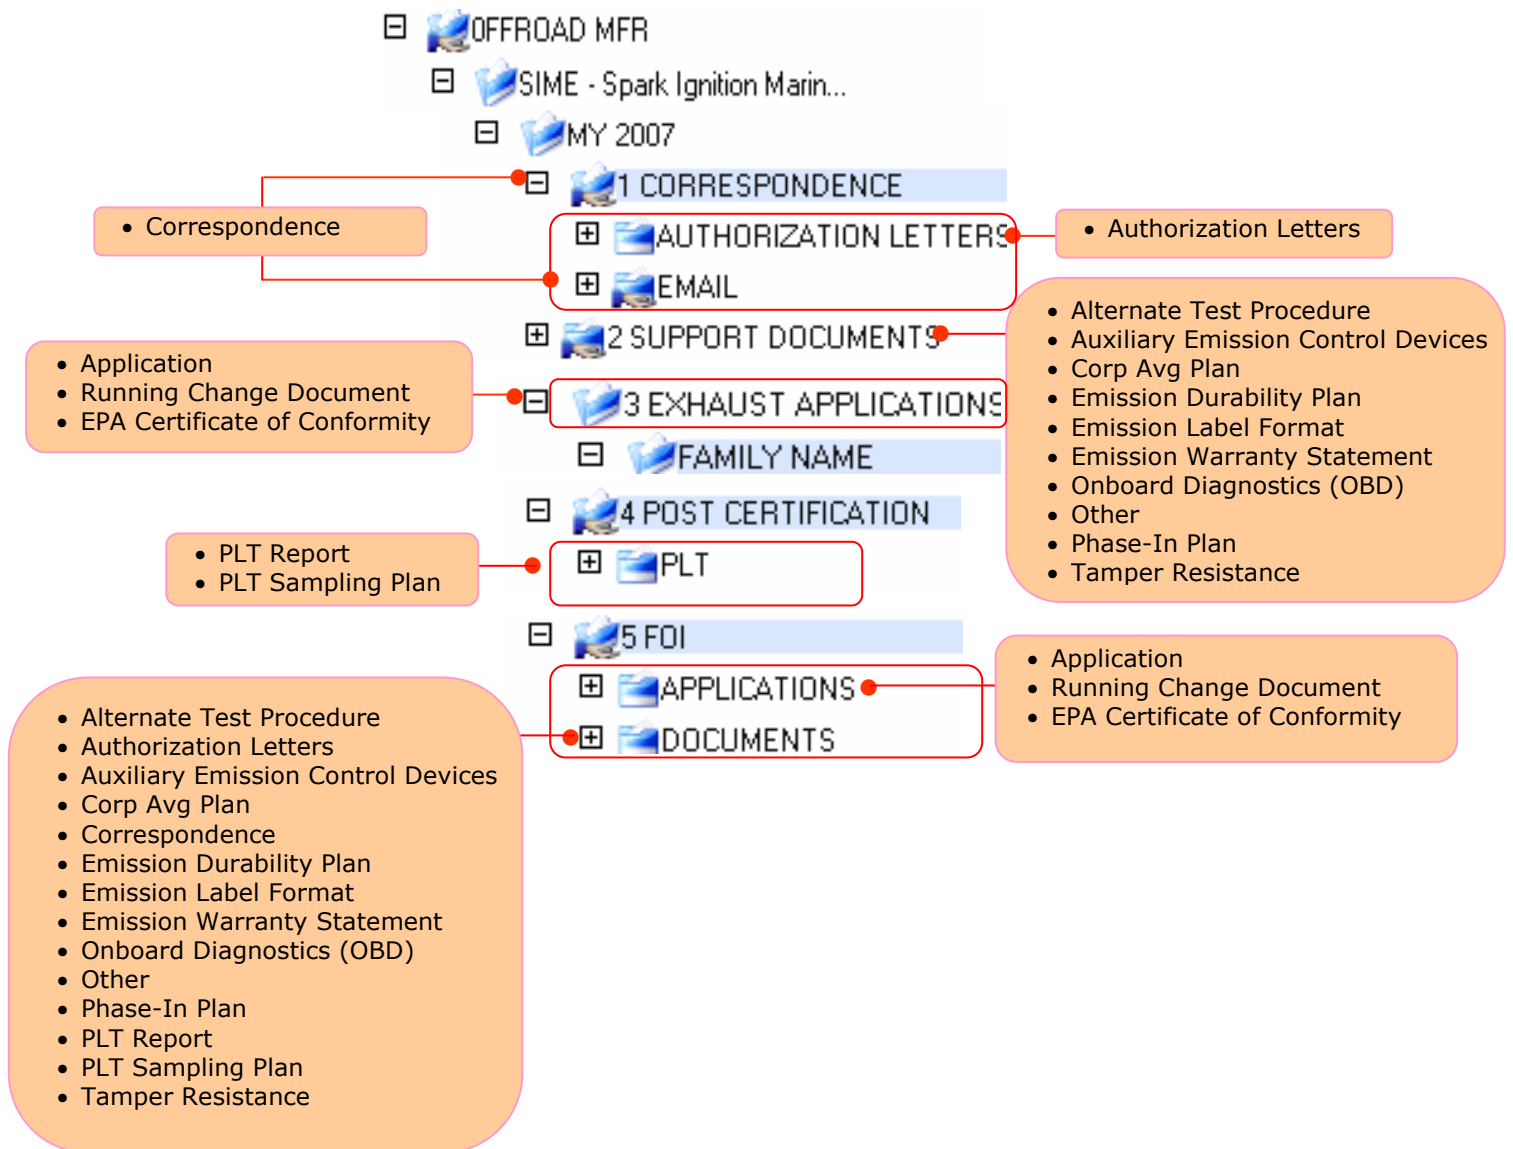 OFFROAD MFR
SIME - Spark Ignition Marin...
MY 2007
1 CORRESPONDENCE
• Correspondence
AUTHORIZATION LETTERS
• Authorization Letters
EMAIL
2 SUPPORT DOCUMENTS
• Alternate Test Procedure
• Auxiliary Emission Control Devices
• Corp Avg Plan
• Emission Durability Plan
• Emission Label Format
• Emission Warranty Statement
• Onboard Diagnostics (OBD)
• Other
• Phase-In Plan
• Tamper Resistance
• Application
• Running Change Document
• EPA Certificate of Conformity
3 EXHAUST APPLICATIONS
FAMILY NAME
4 POST CERTIFICATION
• PLT Report
• PLT Sampling Plan
PLT
5 FOI
APPLICATIONS
• Application
• Running Change Document
• EPA Certificate of Conformity
DOCUMENTS
• Alternate Test Procedure
• Authorization Letters
• Auxiliary Emission Control Devices
• Corp Avg Plan
• Correspondence
• Emission Durability Plan
• Emission Label Format
• Emission Warranty Statement
• Onboard Diagnostics (OBD)
• Other
• Phase-In Plan
• PLT Report
• PLT Sampling Plan
• Tamper Resistance